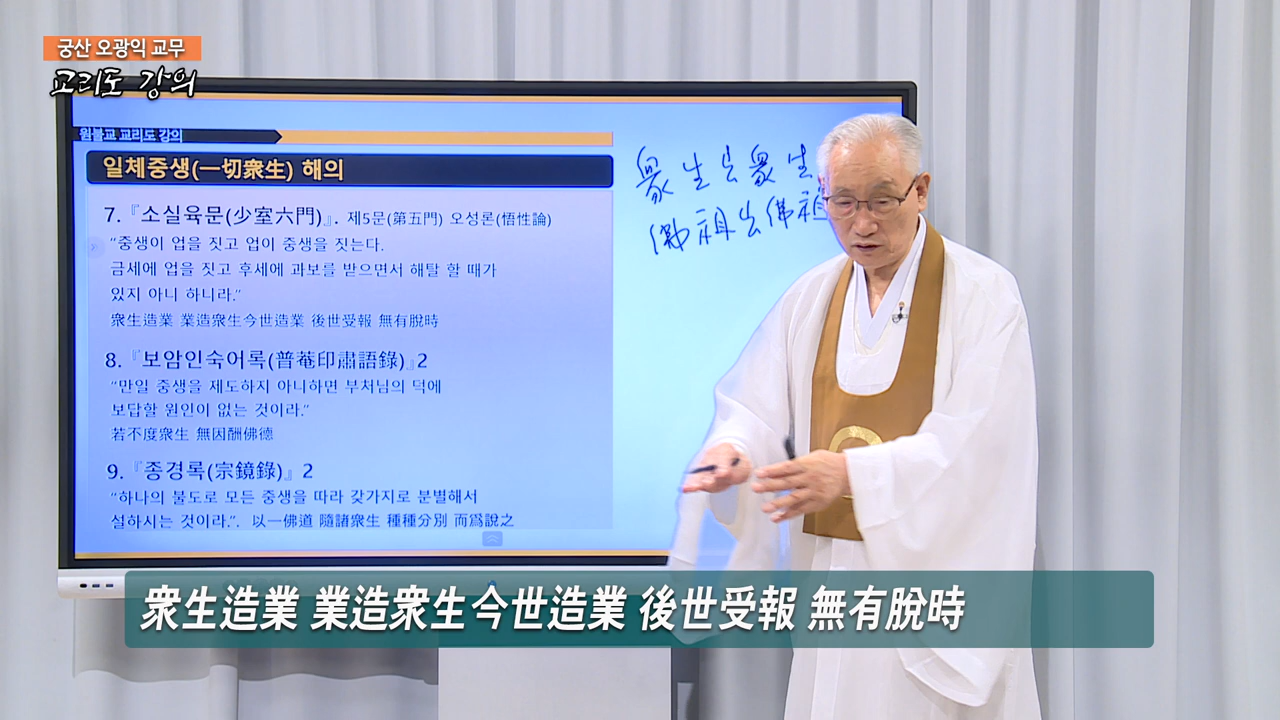 궁산 오광익 교무
교리도 강의
원불교 교리도 강의
일체중생(一切衆生) 해의
7. 『소실육문(少室六門)』. 제5문(第五門) 오성론(悟性論)
“중생이 업을 짓고 업이 중생을 짓는다.
금세에 업을 짓고 후세에 과보를 받으면서 해탈 할 때가
있지 아니 하니라.”
衆生造業 業造衆生今世造業 後世受報 無有脫時
8. 『보암인숙어록(普菴印肅語錄)』2
“만일 중생을 제도하지 아니하면 부처님의 덕에
보답할 원인이 없는 것이라.”
若不度衆生 無因酬佛德
9. 『종경록(宗鏡錄)』 2
“하나의 불도로 모든 중생을 따라 갖가지로 분별해서
설하시는 것이라.”. 以一佛道 隨諸衆生 種種分別 而爲說之
衆生 衆生
佛祖 佛祖
衆生造業 業造衆生今世造業 後世受報 無有脫時